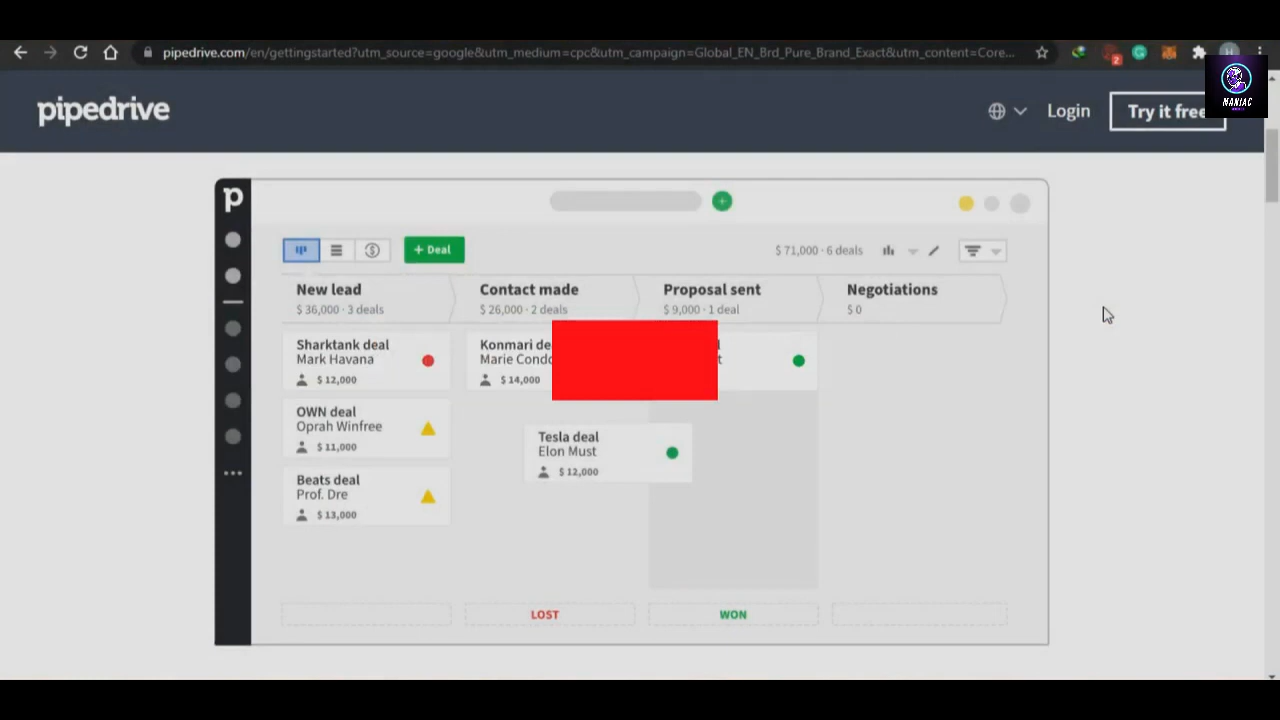 pipedrive.com/en/gettingstarted?utm_source=google&utm_medium=cpc&utm_campaign=Global_EN_Brd_Pure_Brand_Exact&utm_content=Core...
2
H
MANIAC
pipedrive
Login
Try it free
p
+ Deal
$ 71,000 · 6 deals
New lead
$ 36,000 · 3 deals
Contact made
$ 26,000 · 2 deals
Proposal sent
$ 9,000 · 1 deal
Negotiations
$ 0
Sharktank deal
Mark Havana
$ 12,000
Konmari
Marie
$ 14,000
OWN deal
Oprah Winfree
$ 11,000
Tesla deal
Elon Must
$ 12,000
Beats deal
Prof. Dre
$ 13,000
LOST
WON